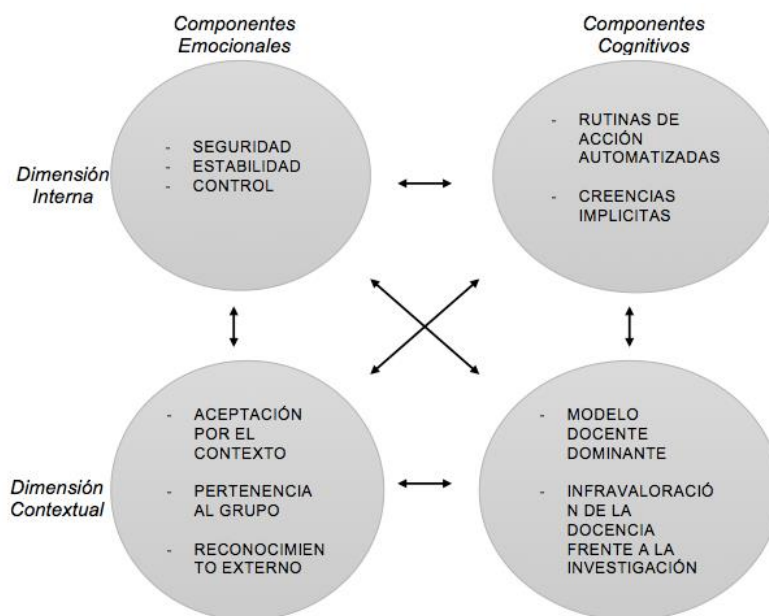 Componentes
Emocionales
Componentes
Cognitivos
Dimensión
Interna
- SEGURIDAD
- ESTABILIDAD
- CONTROL
- RUTINAS DE
ACCIÓN
AUTOMATIZADAS
- CREENCIAS
IMPLICITAS
Dimensión
Contextual
- ACEPTACIÓN
POR EL
CONTEXTO
- PERTENENCIA
AL GRUPO
- RECONOCIMIEN
TO EXTERNO
- MODELO
DOCENTE
DOMINANTE
- INFRAVALORACIÓ
N DE LA
DOCENCIA
FRENTE A LA
INVESTIGACIÓN